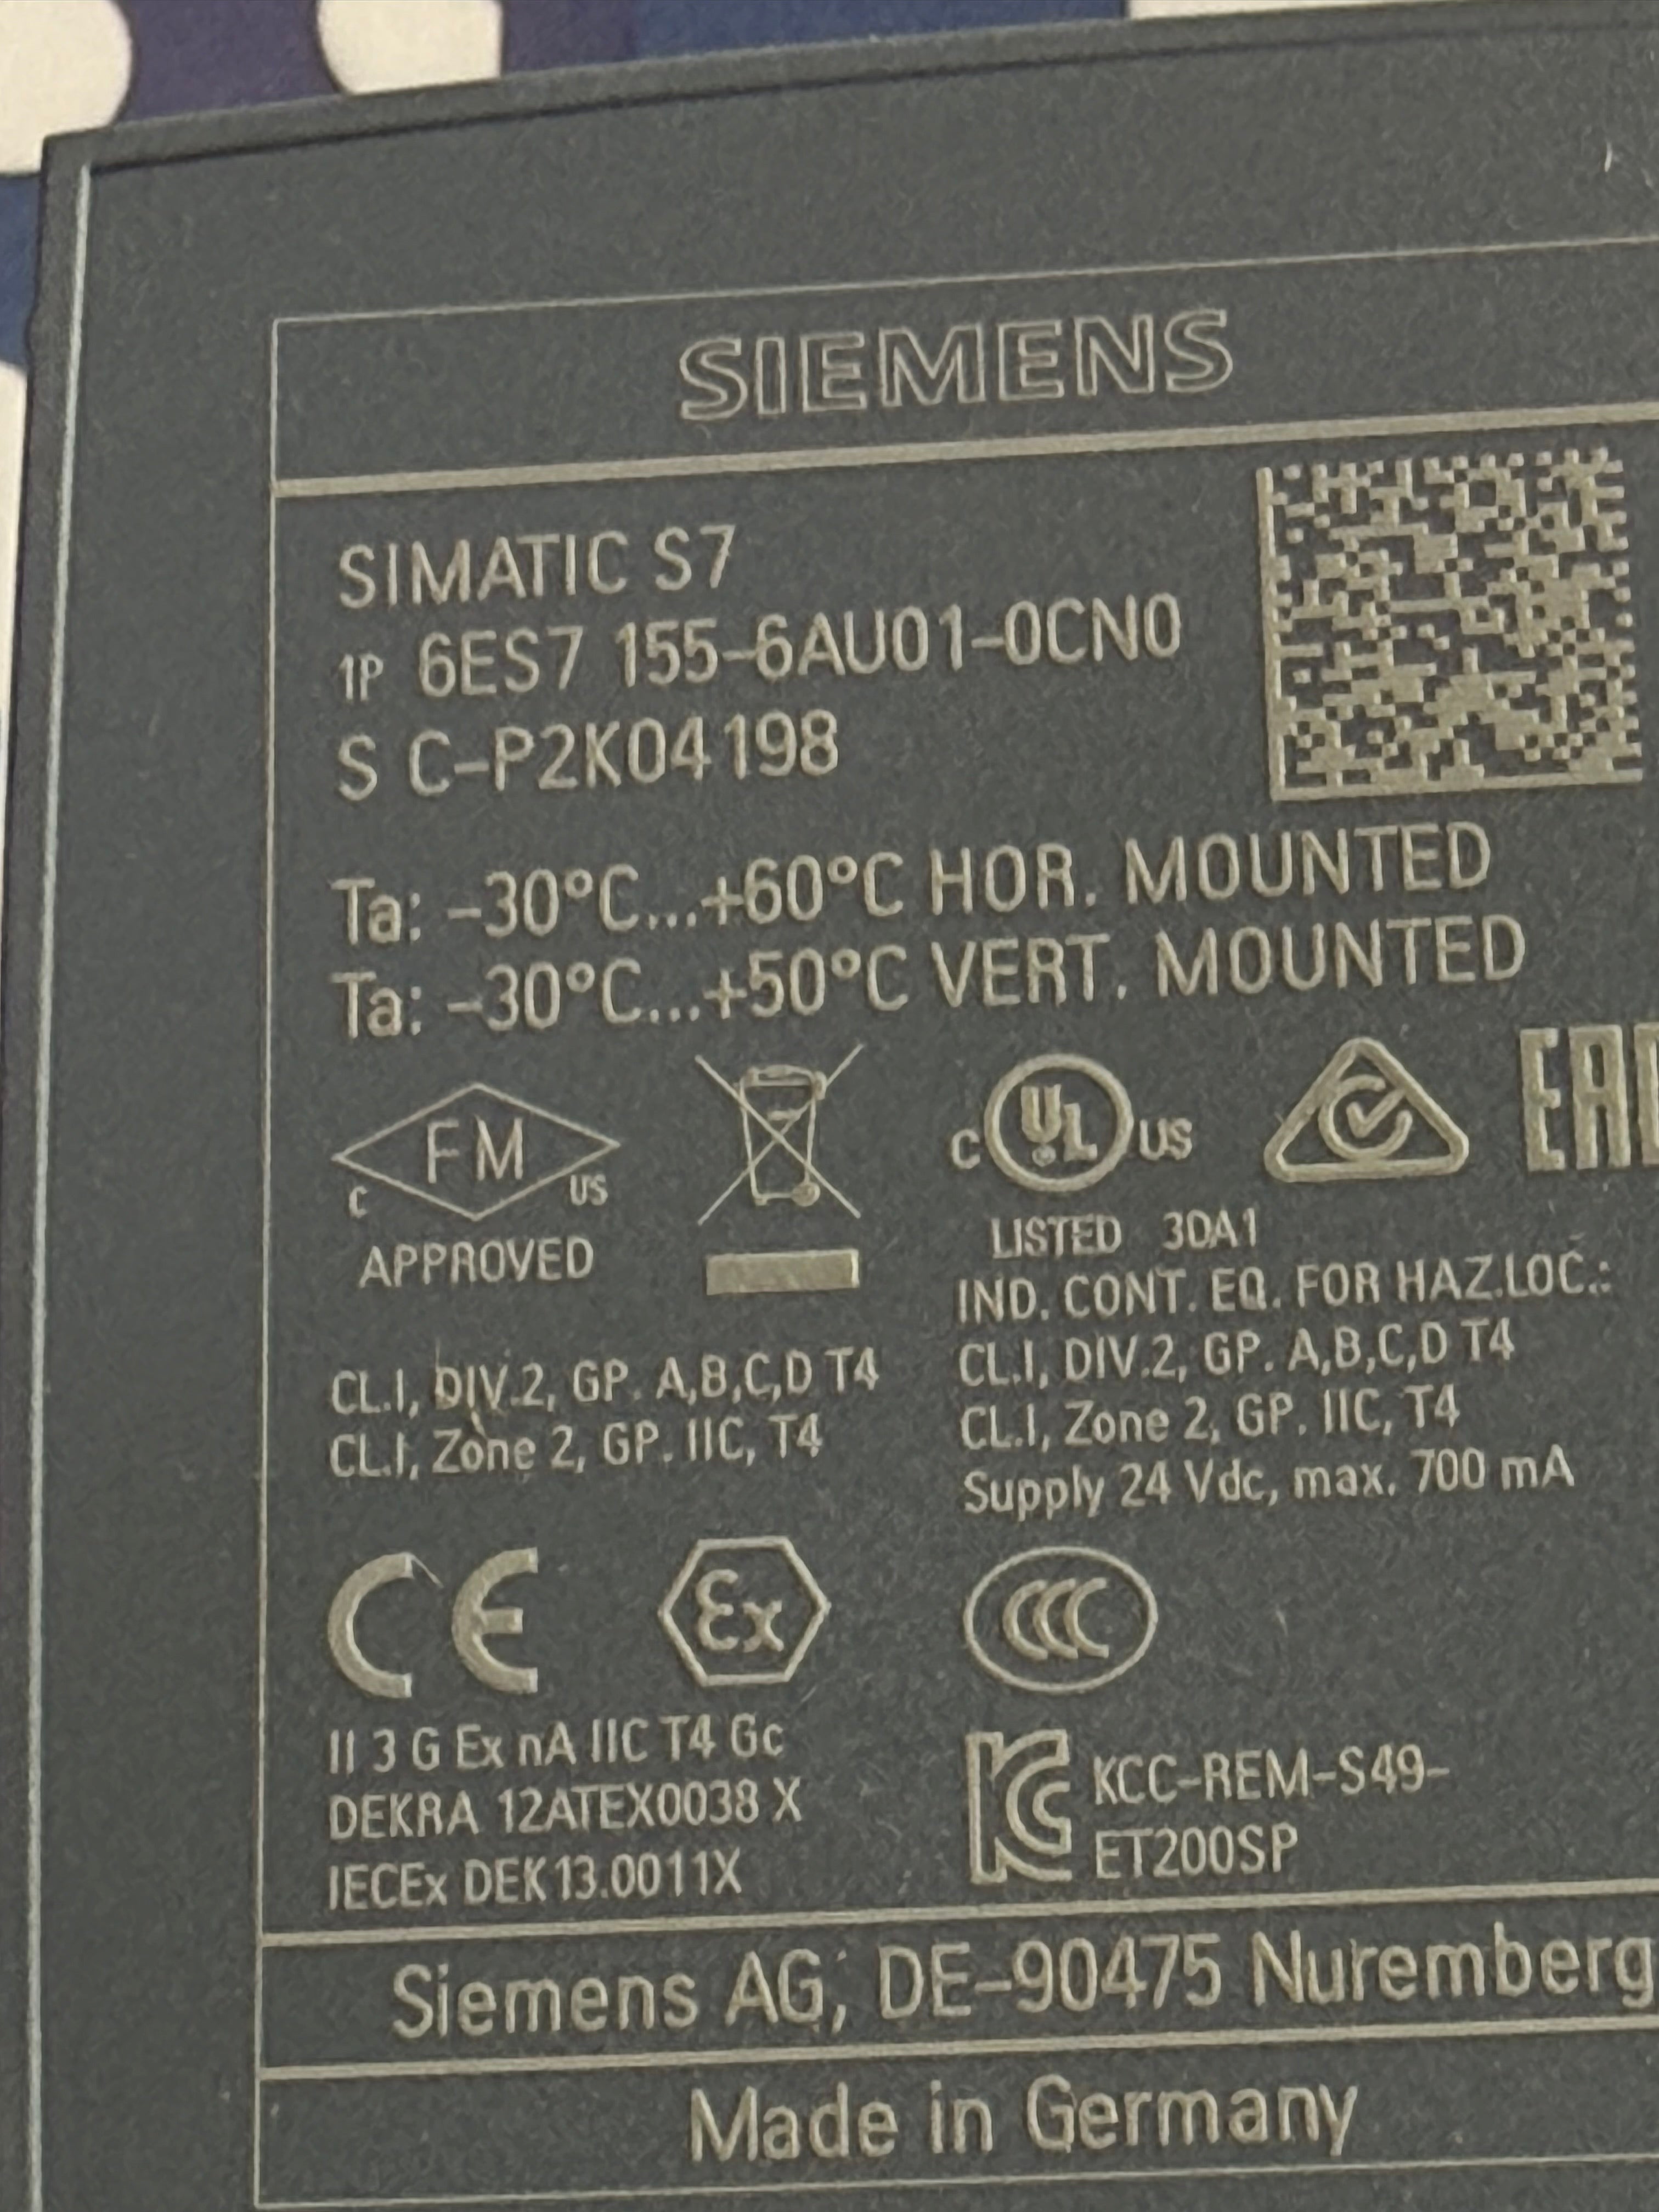 SIEMENS
SIMATIC S7
1P 6ES7 155-6AU01-0CN0
S C-P2K04198
Ta: -30°C...+60°C HOR. MOUNTED
Ta: -30°C...+50°C VERT. MOUNTED
FM
C US
APPROVED
C UL US
LISTED 3DA1
EAC
IND. CONT. EQ. FOR HAZ.LOC.:
CL.I, DIV.2, GP. A,B,C,D T4
CL.I, Zone 2, GP. IIC, T4
CL.I, DIV.2, GP. A,B,C,D T4
CL.I, Zone 2, GP. IIC, T4
Supply 24 Vdc, max. 700 mA
CE
Ex
CCC
II 3 G Ex nA IIC T4 Gc
DEKRA 12ATEX0038 X
IECEx DEK13.0011X
KC
KCC-REM-S49-
ET200SP
Siemens AG, DE-90475 Nuremberg
Made in Germany